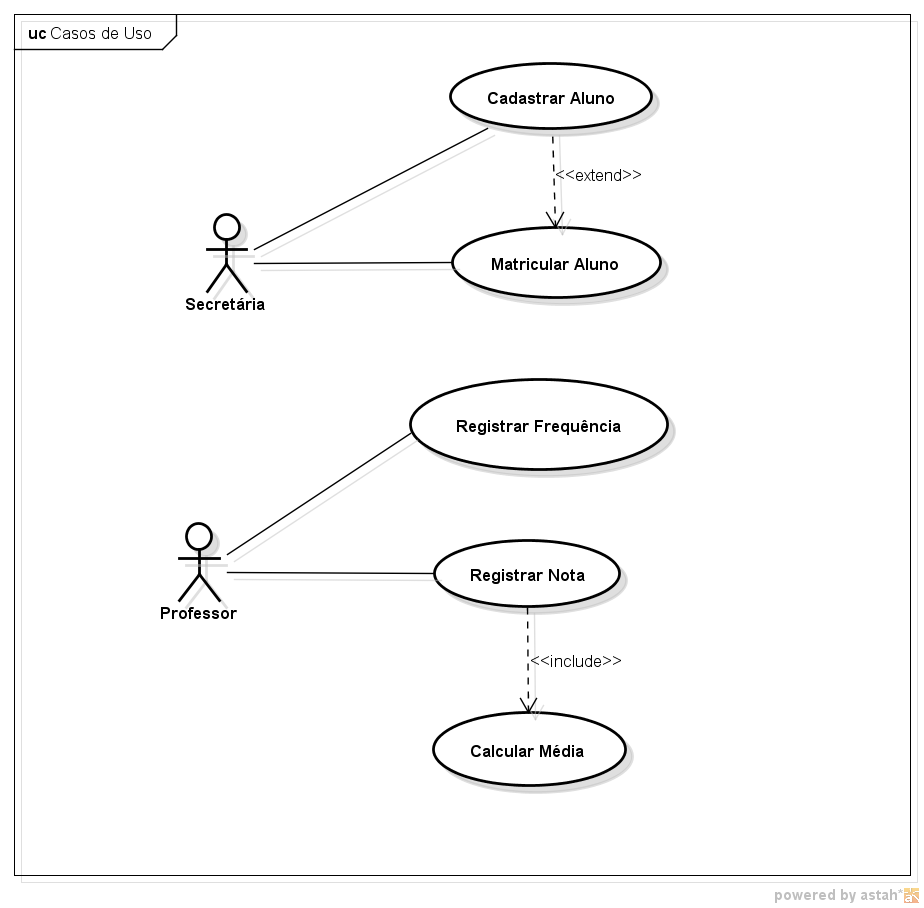 uc Casos de Uso
Cadastrar Aluno
<<extend>>
Matricular Aluno
Secretária
Registrar Frequência
Registrar Nota
Professor
<<include>>
Calcular Média
powered by astah*